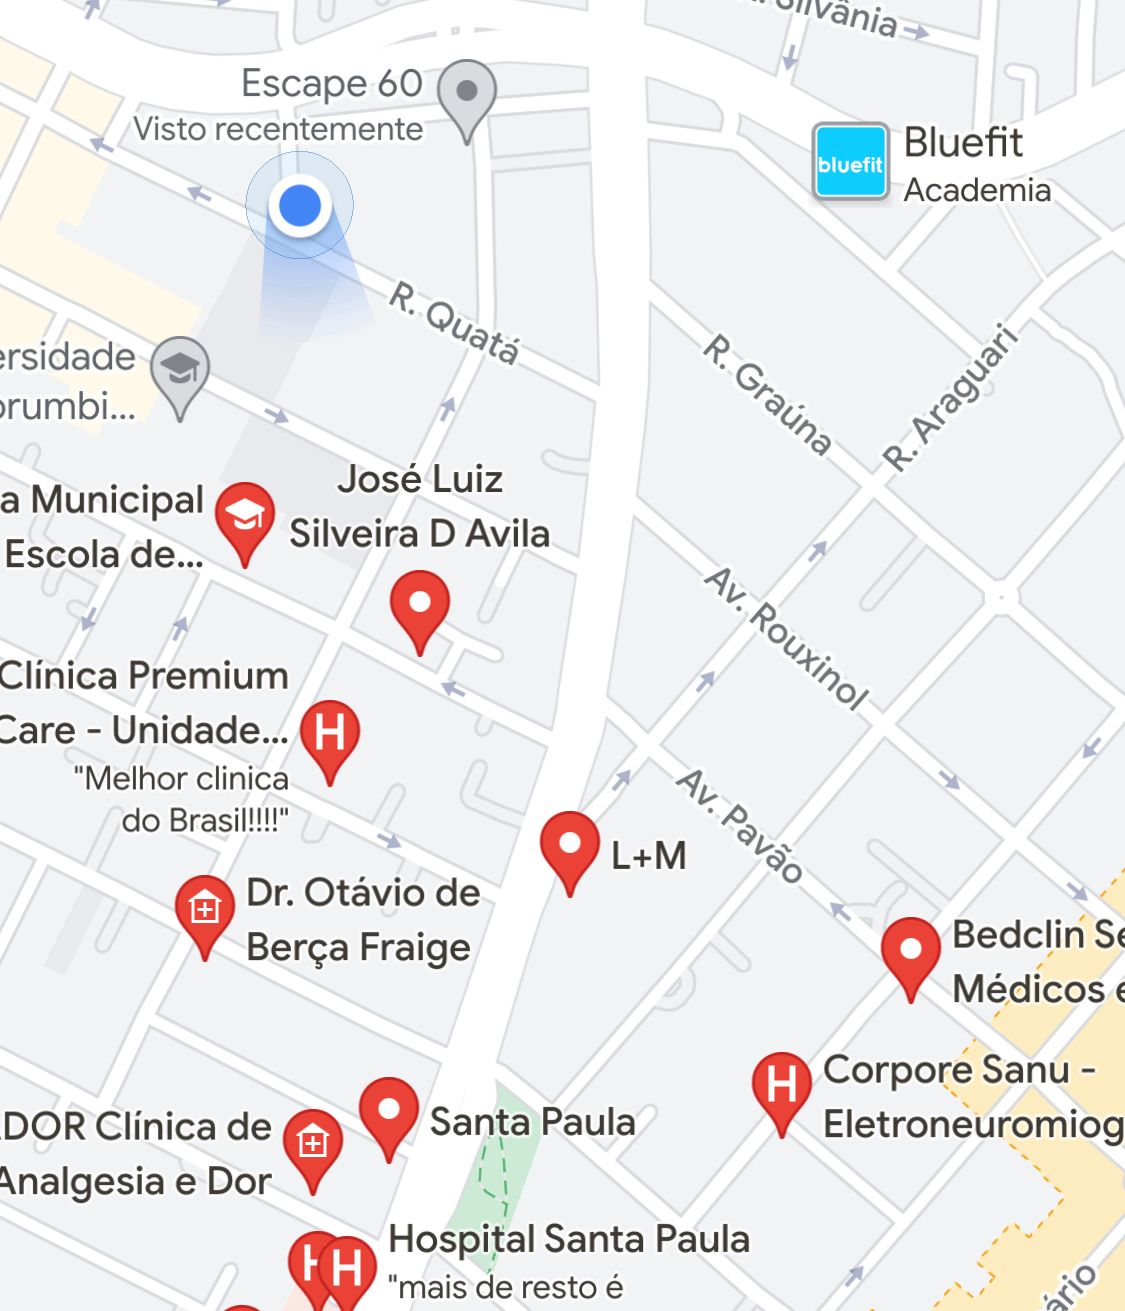 Silvânia
Escape 60
Visto recentemente
bluefit
Bluefit
Academia
R. Quatá
R. Graúna
R. Araguari
ersidade
orumbi...
a Municipal
Escola de...
José Luiz
Silveira D Avila
Av. Rouxinol
Clínica Premium
Care - Unidade...
"Melhor clinica
do Brasil!!!!"
Av. Pavão
L+M
Dr. Otávio de
Berça Fraige
Bedclin Se
Médicos e
Corpore Sanu -
Eletroneuromiog
DOR Clínica de
Analgesia e Dor
Santa Paula
Hospital Santa Paula
"mais de resto é
ário